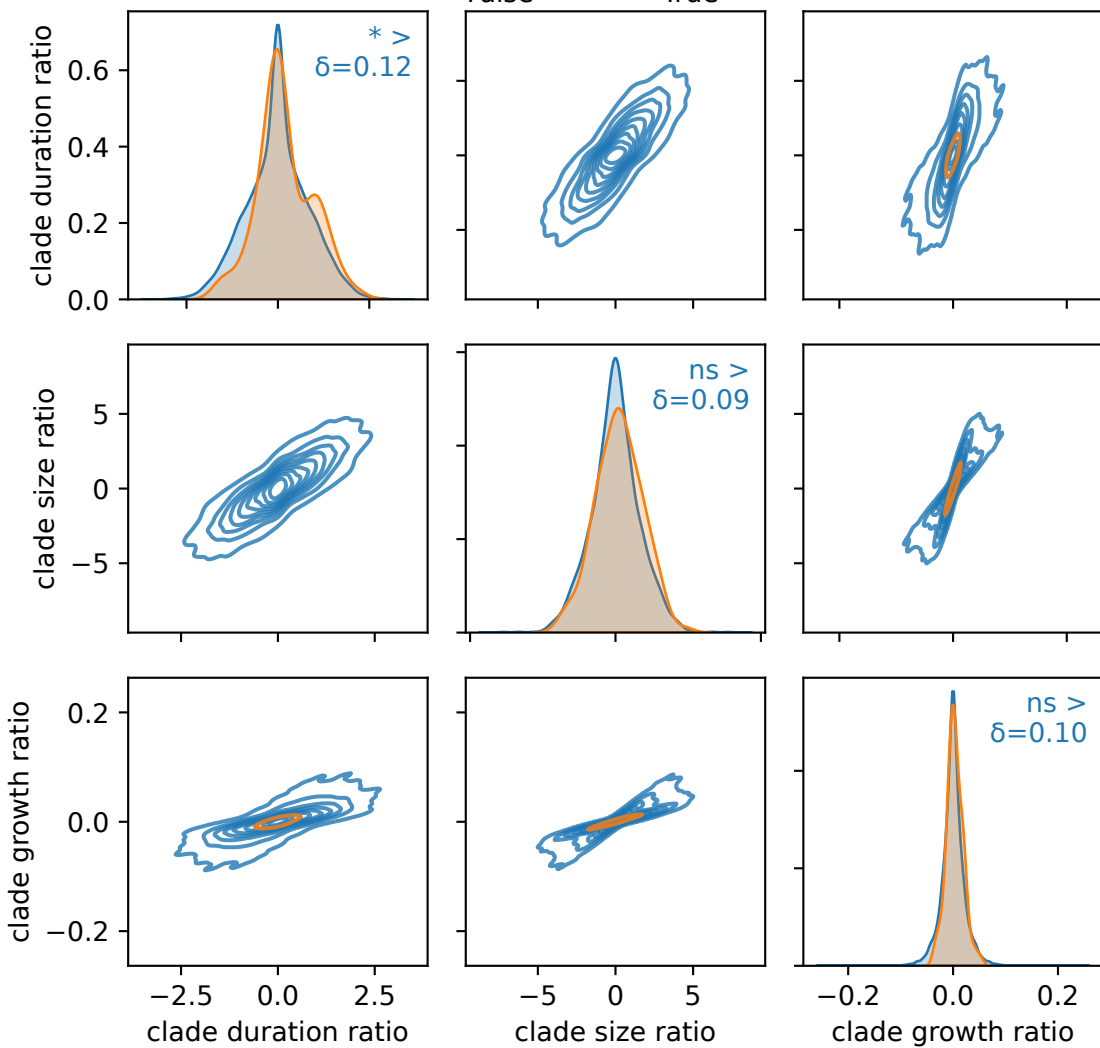 * >
δ=0.12
clade duration ratio
0.6
0.4
0.2
0.0
ns >
δ=0.09
clade size ratio
5
0
−5
ns >
δ=0.10
clade growth ratio
0.2
0.0
−0.2
−2.5 0.0 2.5
−5 0 5
−0.2 0.0 0.2
clade duration ratio
clade size ratio
clade growth ratio